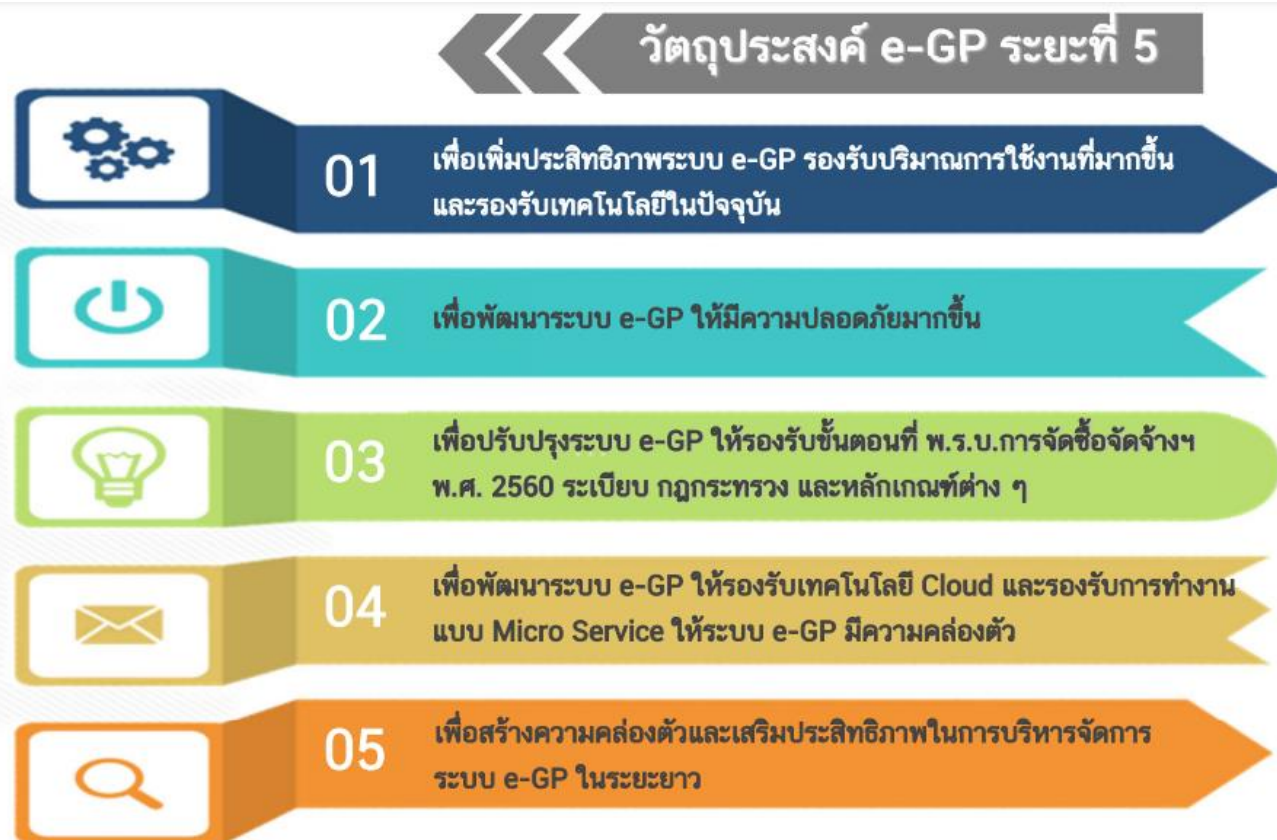 วัตถุประสงค์ e-GP ระยะที่ 5
01
เพื่อเพิ่มประสิทธิภาพระบบ e-GP รองรับปริมาณการใช้งานที่มากขึ้น
และรองรับเทคโนโลยีในปัจจุบัน
02
เพื่อพัฒนาระบบ e-GP ให้มีความปลอดภัยมากขึ้น
03
เพื่อปรับปรุงระบบ e-GP ให้รองรับขั้นตอนที่ พ.ร.บ.การจัดซื้อจัดจ้างฯ
พ.ศ. 2560 ระเบียบ กฎกระทรวง และหลักเกณฑ์ต่าง ๆ
04
เพื่อพัฒนาระบบ e-GP ให้รองรับเทคโนโลยี Cloud และรองรับการทำงาน
แบบ Micro Service ให้ระบบ e-GP มีความคล่องตัว
05
เพื่อสร้างความคล่องตัวและเสริมประสิทธิภาพในการบริหารจัดการ
ระบบ e-GP ในระยะยาว